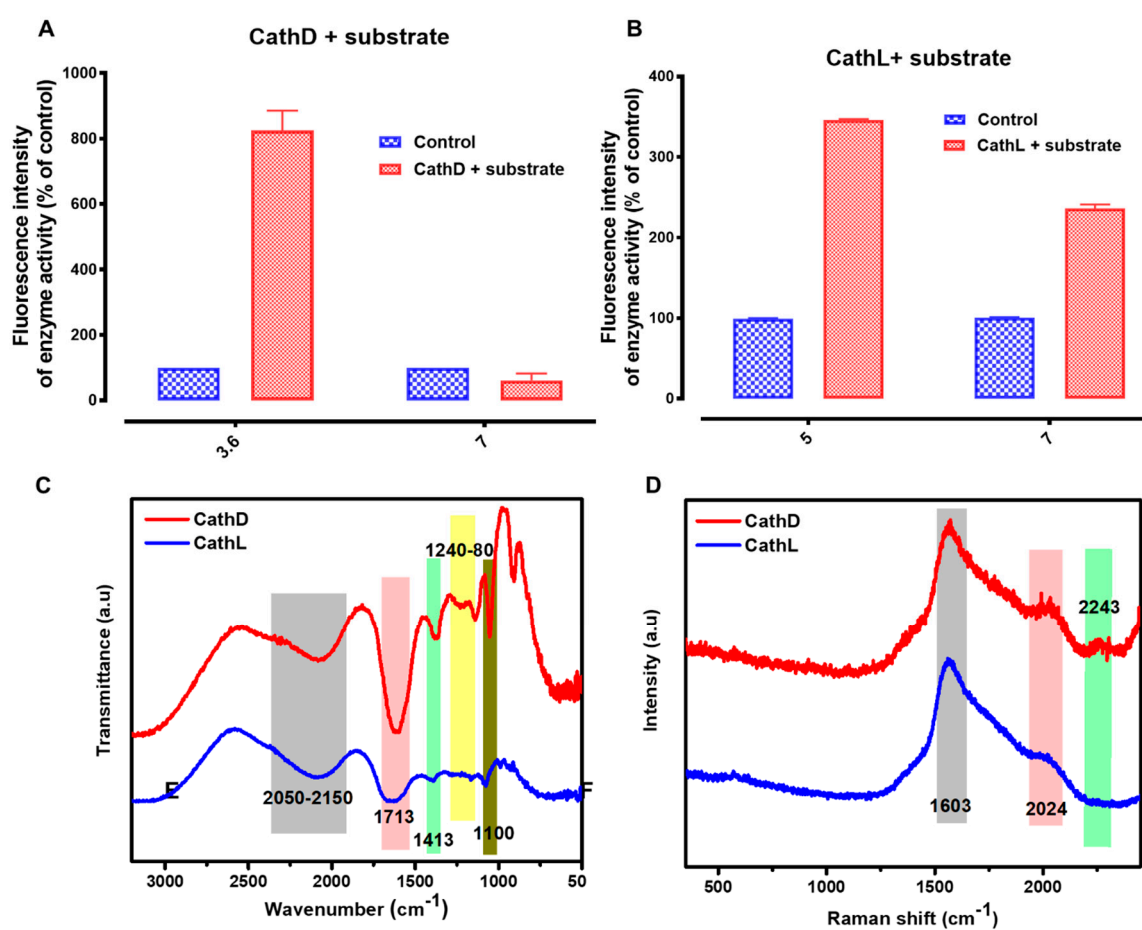 A
CathD + substrate
Fluorescence intensity
of enzyme activity (% of control)
1000
800
600
400
200
0
Control
CathD + substrate
3.6
7
B
CathL+ substrate
Fluorescence intensity
of enzyme activity (% of control)
400
300
200
100
0
Control
CathL + substrate
5
7
C
CathD
CathL
1240-80
Transmittance (a.u)
E
F
2050-2150
1713
1413
1100
3000
2500
2000
1500
1000
50
Wavenumber (cm⁻¹)
D
CathD
CathL
2243
Intensity (a.u)
1603
2024
500
1000
1500
2000
Raman shift (cm⁻¹)